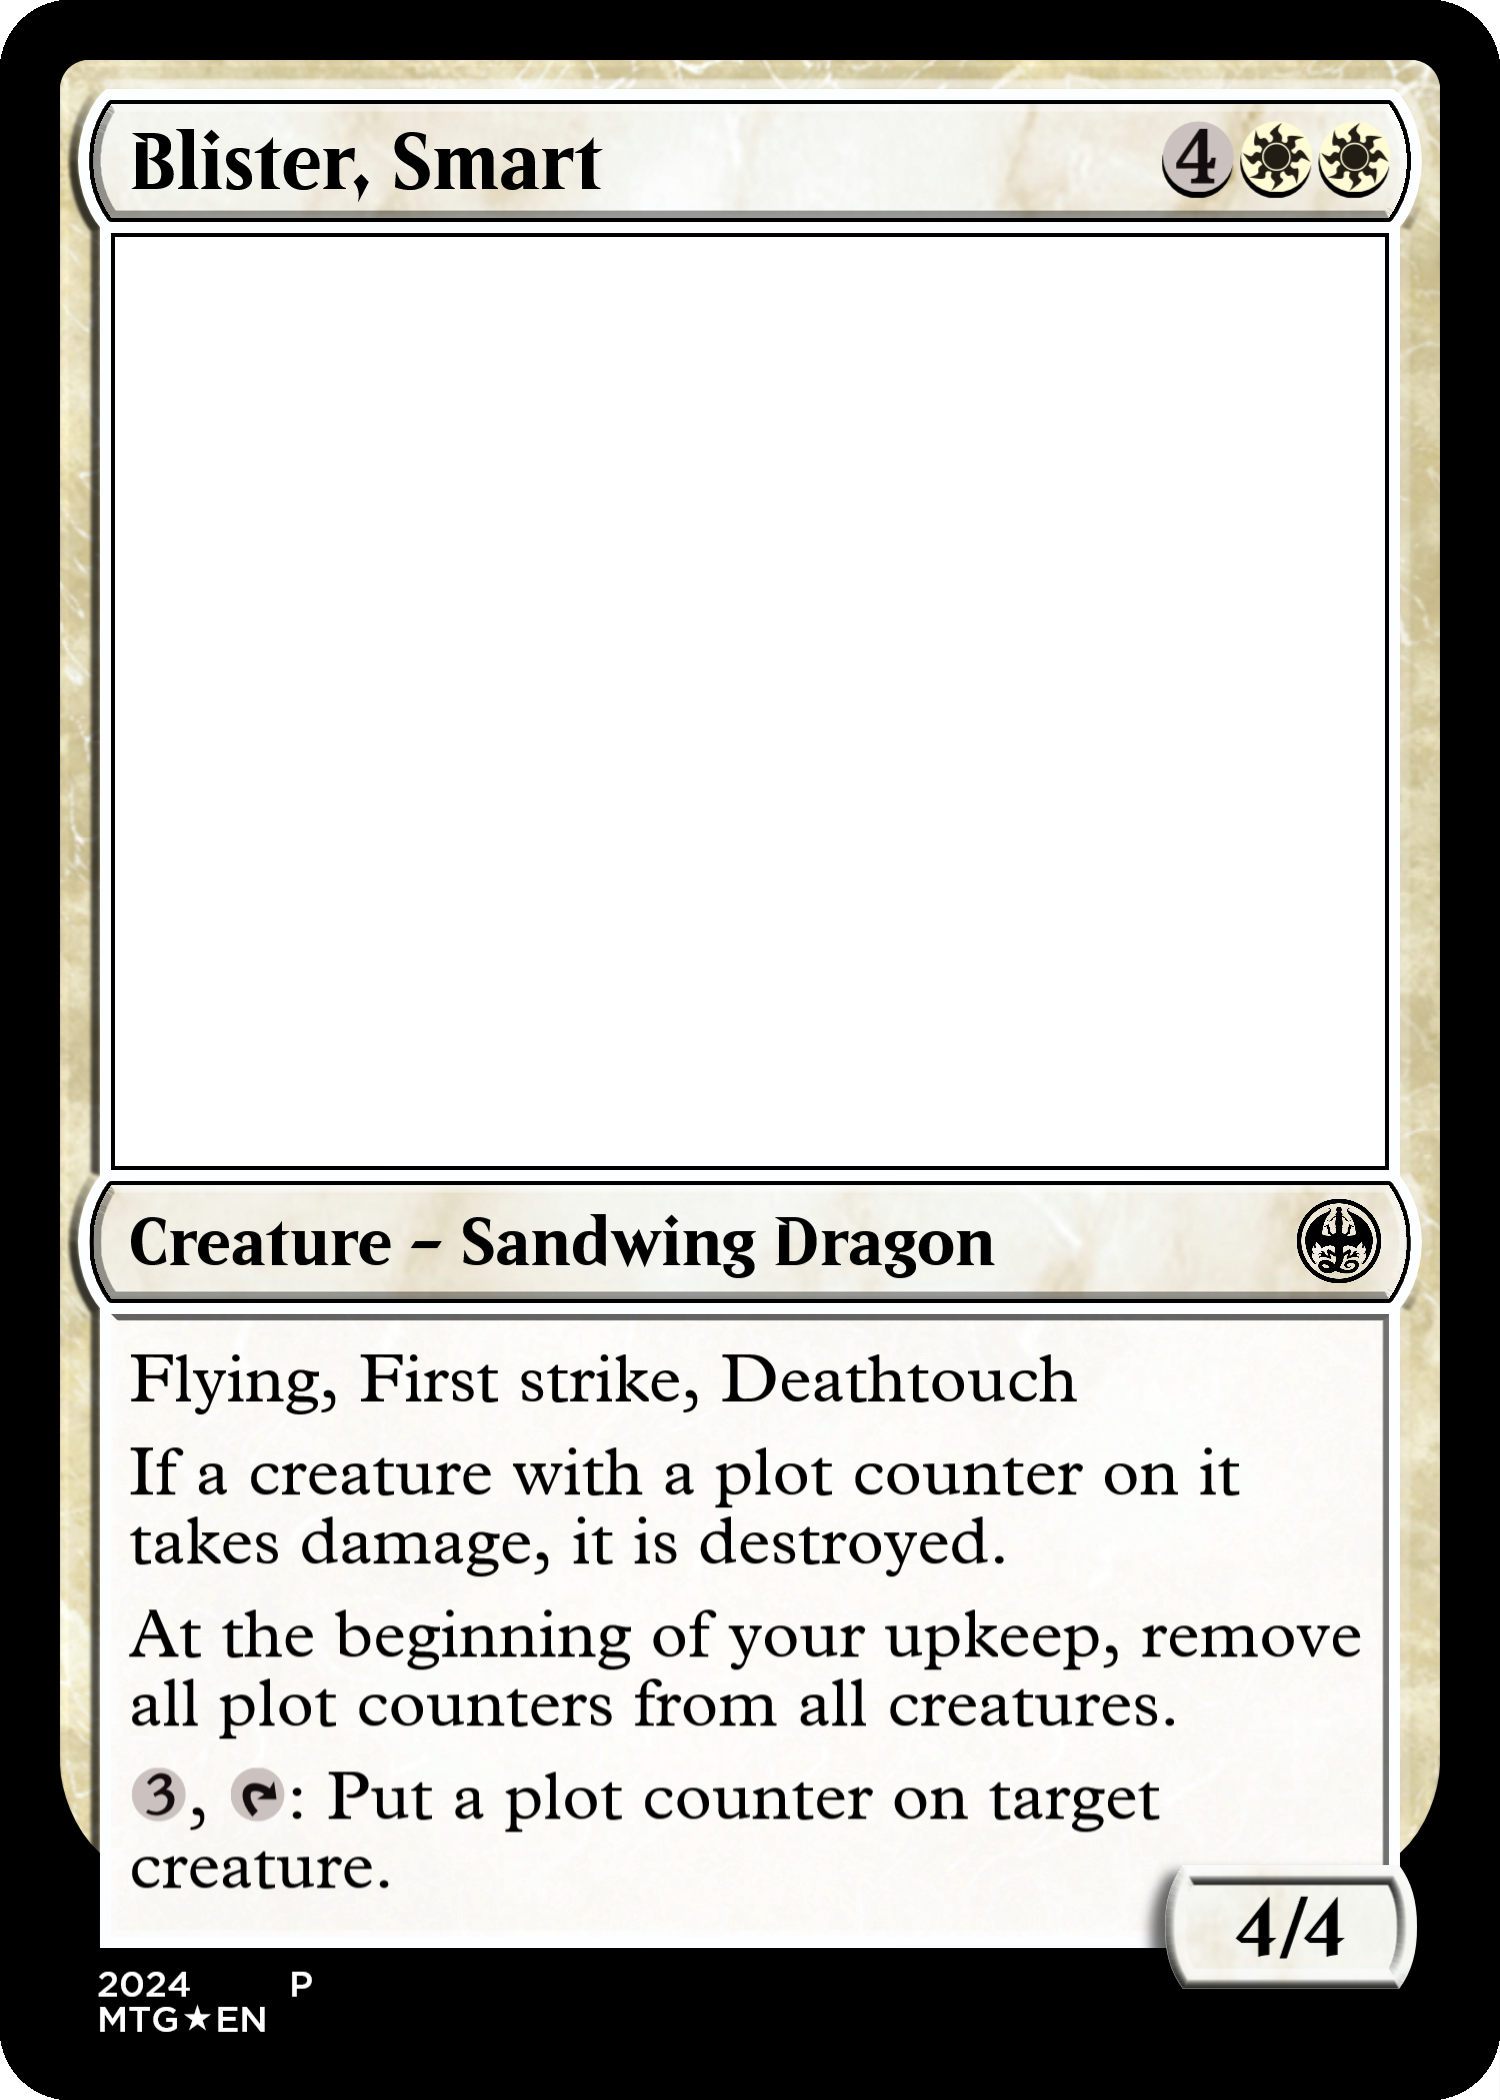 Blister, Smart 4
Creature – Sandwing Dragon
Flying, First strike, Deathtouch
If a creature with a plot counter on it
takes damage, it is destroyed.
At the beginning of your upkeep, remove
all plot counters from all creatures.
3, : Put a plot counter on target
creature.
4/4
2024 P
MTG★EN